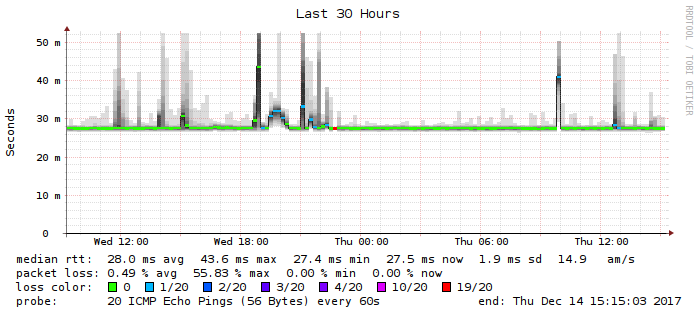 Last 30 Hours
RRDTOOL / TOBI OETIKER
Seconds
50 m
40 m
30 m
20 m
10 m
0
Wed 12:00 Wed 18:00 Thu 00:00 Thu 06:00 Thu 12:00
median rtt: 28.0 ms avg 43.6 ms max 27.4 ms min 27.5 ms now 1.9 ms sd 14.9 am/s
packet loss: 0.49 % avg 55.83 % max 0.00 % min 0.00 % now
loss color: 0 1/20 2/20 3/20 4/20 10/20 19/20
probe: 20 ICMP Echo Pings (56 Bytes) every 60s end: Thu Dec 14 15:15:03 2017